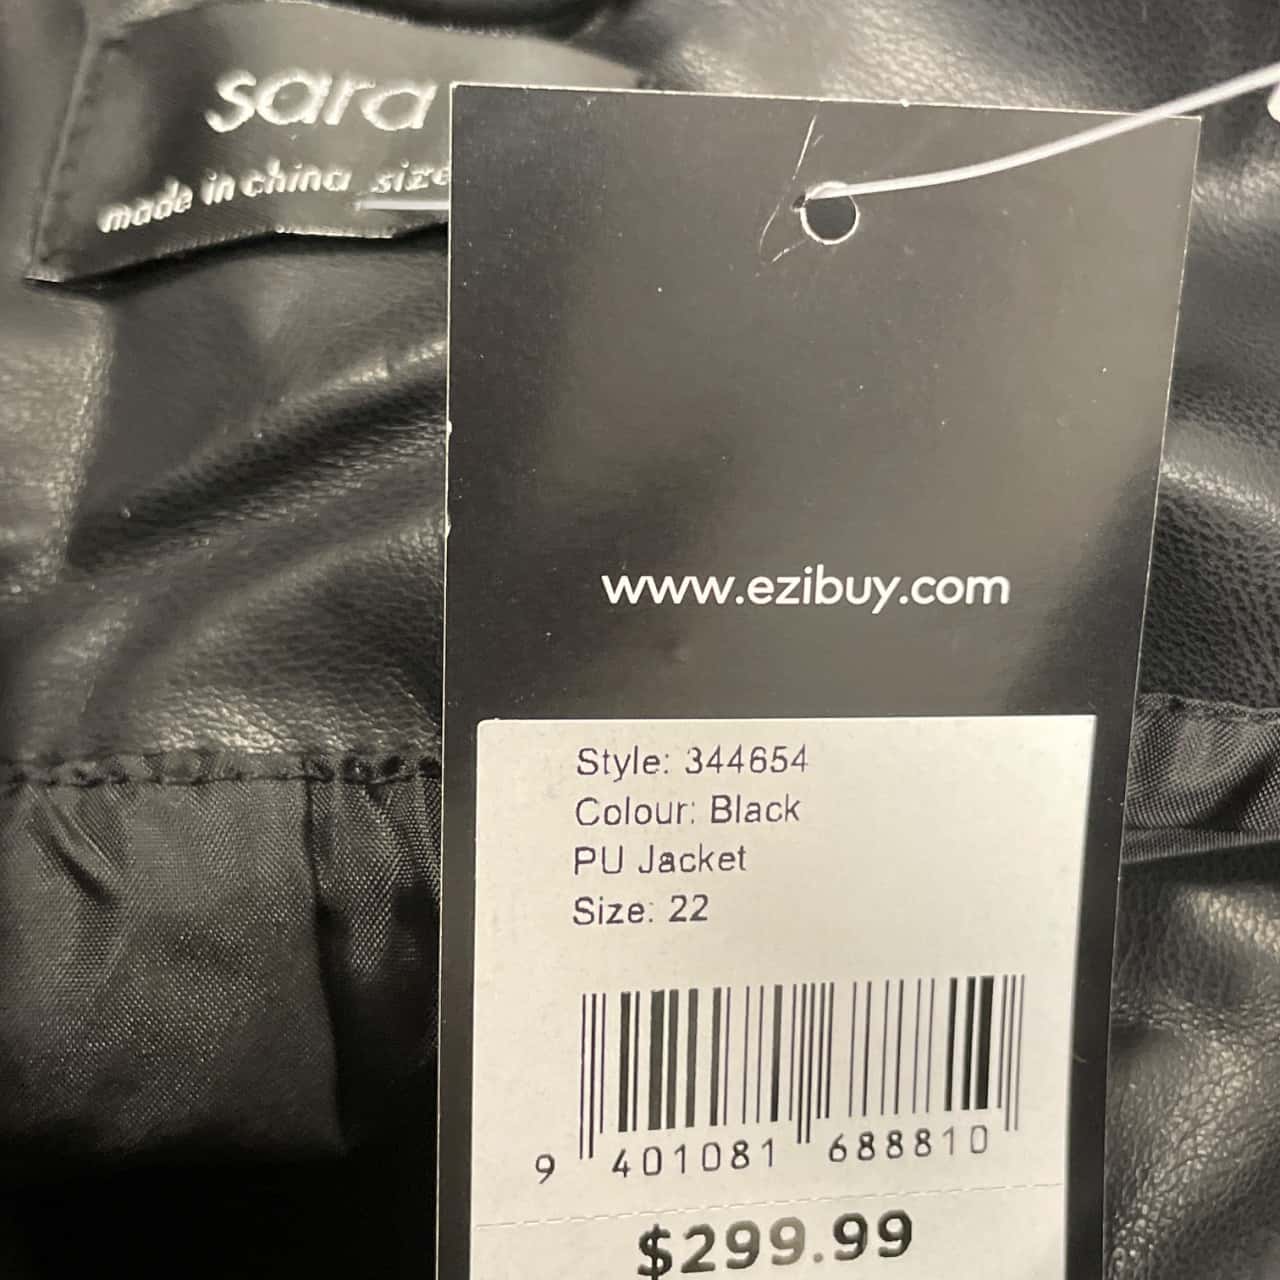 sara
made in china size
www.ezibuy.com
Style: 344654
Colour: Black
PU Jacket
Size: 22
9 401081 688810
$299.99